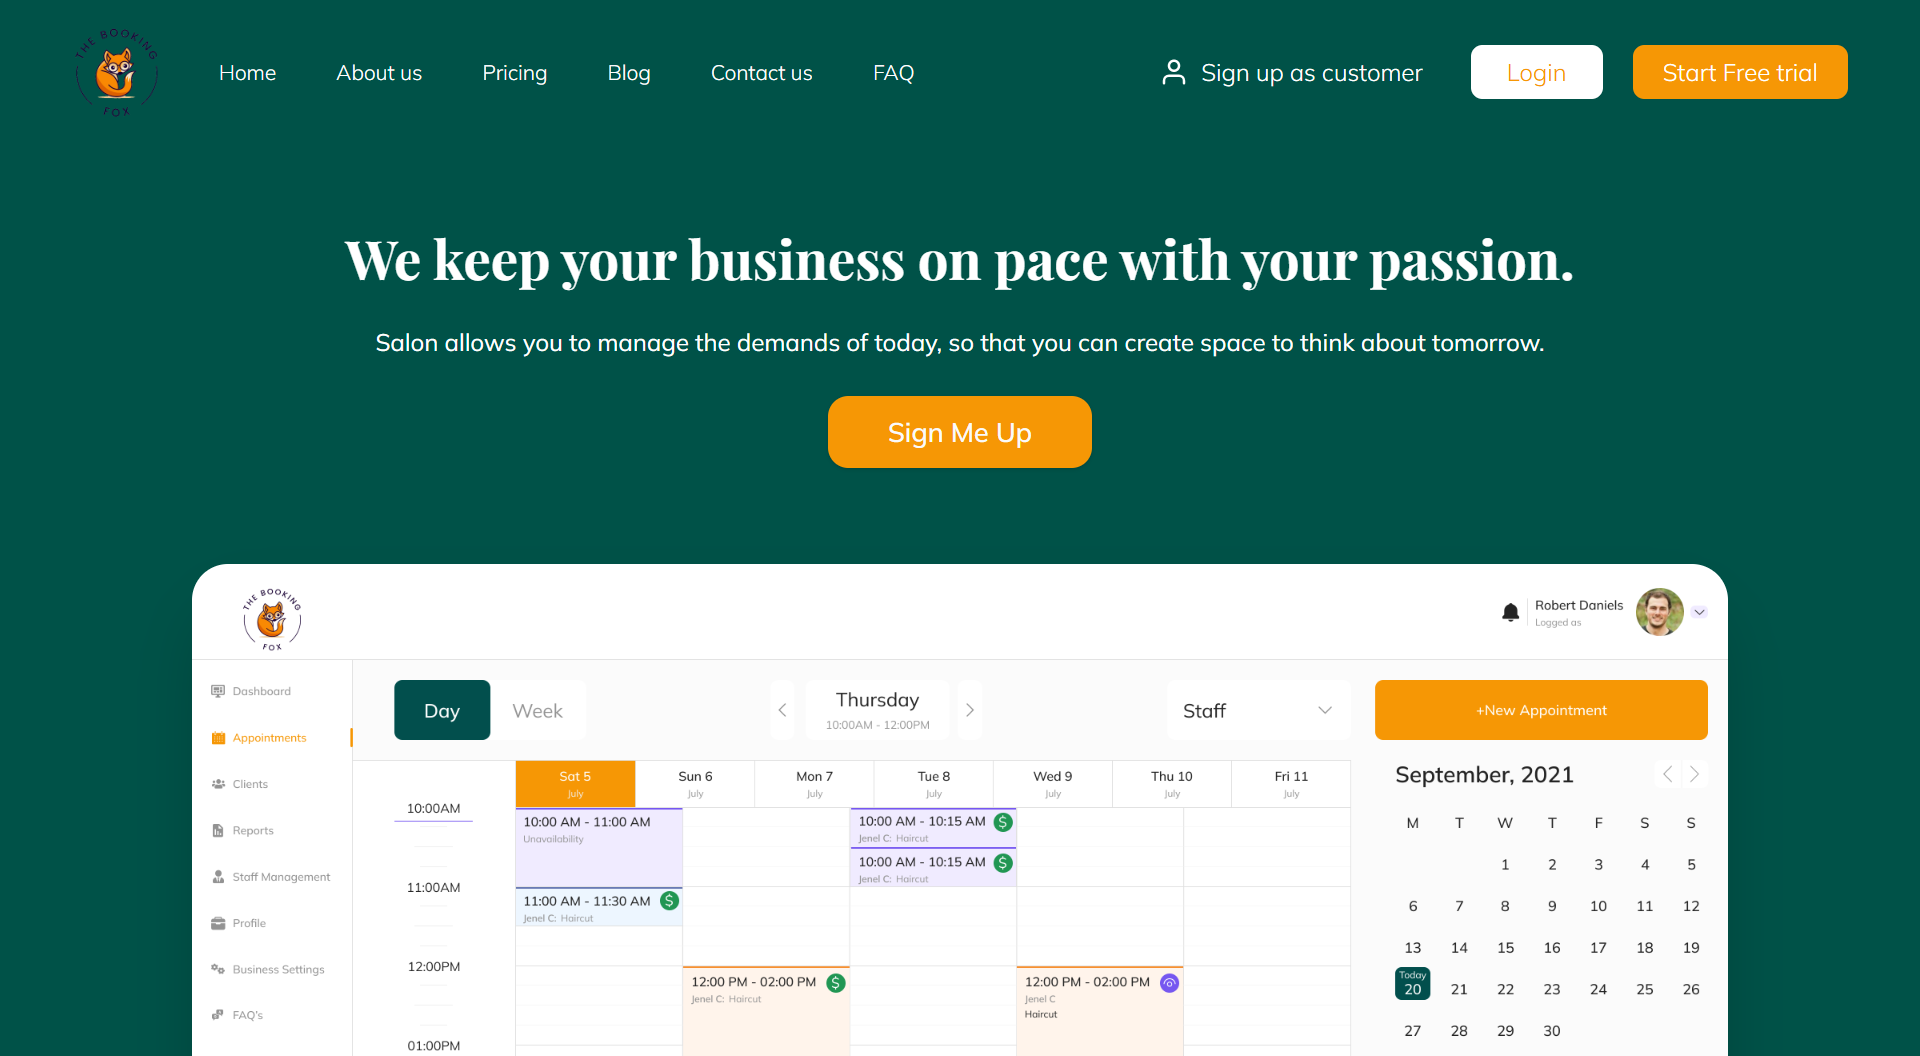 THE BOOKING
FOX
Home
About us
Pricing
Blog
Contact us
FAQ
Sign up as customer
Login
Start Free trial
We keep your business on pace with your passion.
Salon allows you to manage the demands of today, so that you can create space to think about tomorrow.
Sign Me Up
THE BOOKING
FOX
Robert Daniels
Logged as
Dashboard
Appointments
Clients
Reports
Staff Management
Profile
Business Settings
FAQ's
Day
Week
Thursday
10:00AM - 12:00PM
Staff
+New Appointment
Sat 5
July
Sun 6
July
Mon 7
July
Tue 8
July
Wed 9
July
Thu 10
July
Fri 11
July
10:00AM
11:00AM
12:00PM
01:00PM
10:00 AM - 11:00 AM
Unavailability
11:00 AM - 11:30 AM $
Jenel C: Haircut
12:00 PM - 02:00 PM $
Jenel C: Haircut
10:00 AM - 10:15 AM $
Jenel C: Haircut
10:00 AM - 10:15 AM $
Jenel C: Haircut
12:00 PM - 02:00 PM
Jenel C
Haircut
September, 2021
M T W T F S S
1 2 3 4 5
6 7 8 9 10 11 12
13 14 15 16 17 18 19
Today
20 21 22 23 24 25 26
27 28 29 30